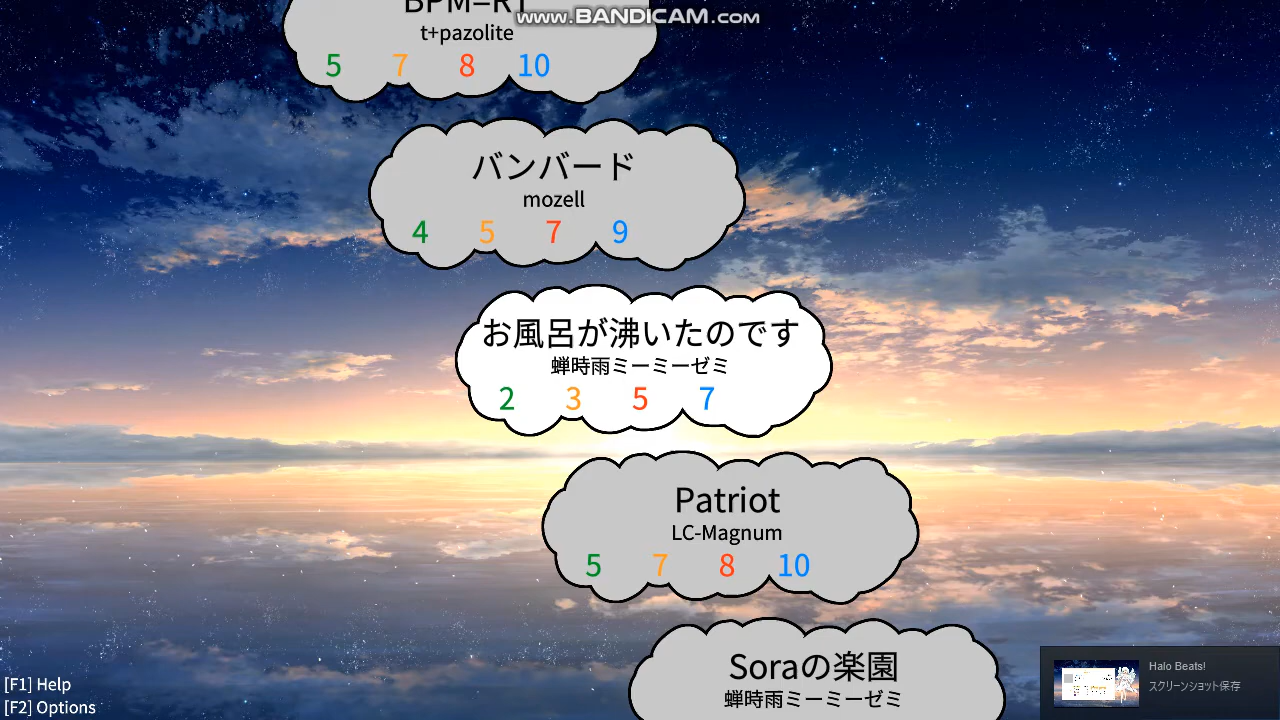 BPM=RT
www.BANDICAM.com
t+pazolite
5 7 8 10
バンバード
mozell
4 5 7 9
お風呂が沸いたのです
蝉時雨ミーミーゼミ
2 3 5 7
Patriot
LC-Magnum
5 7 8 10
Soraの楽園
蝉時雨ミーミーゼミ
Halo Beats!
スクリーンショット保存
[F1] Help
[F2] Options